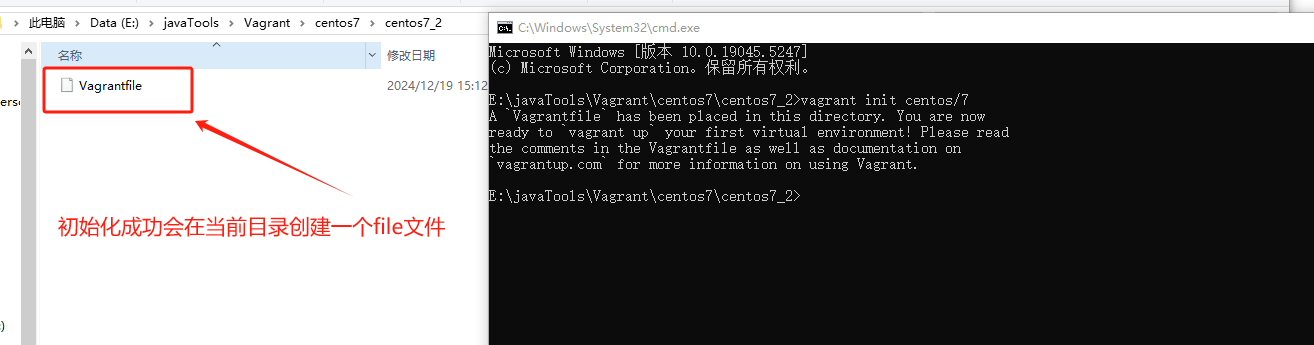 此电脑 > Data (E:) > javaTools > Vagrant > centos7 > centos7_2
名称
修改日期
Vagrantfile
2024/12/19 15:12
初始化成功会在当前目录创建一个file文件
C:\Windows\System32\cmd.exe
Microsoft Windows [版本 10.0.19045.5247]
(c) Microsoft Corporation。保留所有权利。
E:\javaTools\Vagrant\centos7\centos7_2>vagrant init centos/7
A `Vagrantfile` has been placed in this directory. You are now
ready to `vagrant up` your first virtual environment! Please read
the comments in the Vagrantfile as well as documentation on
`vagrantup.com` for more information on using Vagrant.
E:\javaTools\Vagrant\centos7\centos7_2>